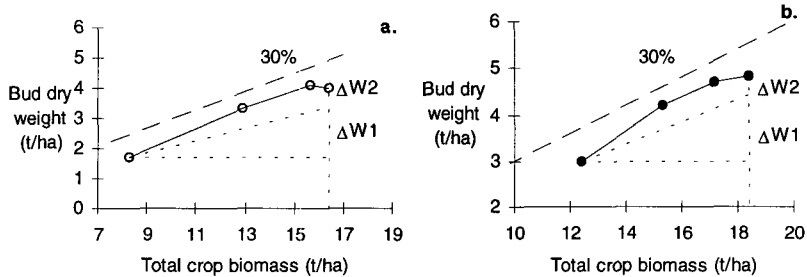 a.
6
5
4
3
2
1
0
Bud dry
weight
(t/ha)
30%
ΔW2
ΔW1
7 9 11 13 15 17 19
Total crop biomass (t/ha)
b.
6
5
4
3
2
Bud dry
weight
(t/ha)
30%
ΔW2
ΔW1
10 12 14 16 18 20
Total crop biomass (t/ha)